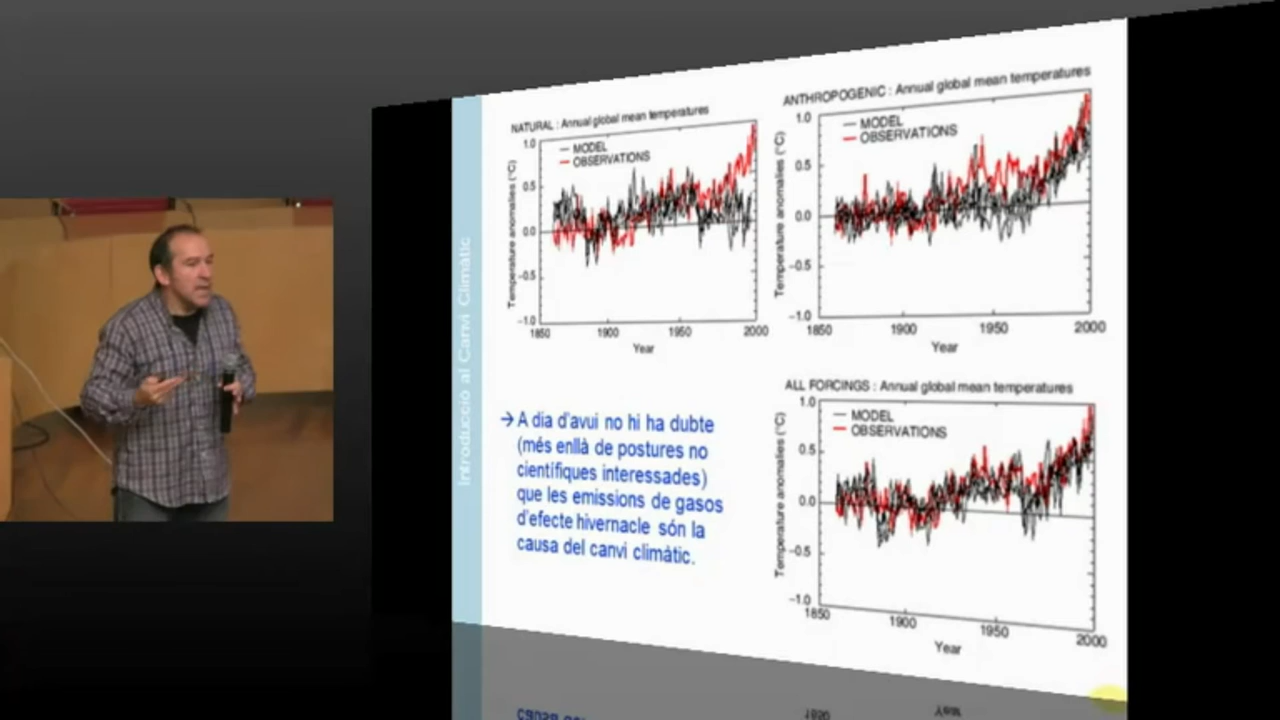 Introducció al Canvi Climàtic
NATURAL : Annual global mean temperatures
MODEL
OBSERVATIONS
Temperature anomalies (°C)
1.0
0.5
0.0
−0.5
−1.0
1850 1900 1950 2000
Year
ANTHROPOGENIC : Annual global mean temperatures
MODEL
OBSERVATIONS
Temperature anomalies (°C)
1.0
0.5
0.0
−0.5
−1.0
1850 1900 1950 2000
Year
→ A dia d'avui no hi ha dubte
(més enllà de postures no
científiques interessades)
que les emissions de gasos
d'efecte hivernacle són la
causa del canvi climàtic.
ALL FORCINGS : Annual global mean temperatures
MODEL
OBSERVATIONS
Temperature anomalies (°C)
1.0
0.5
0.0
−0.5
−1.0
1850 1900 1950 2000
Year